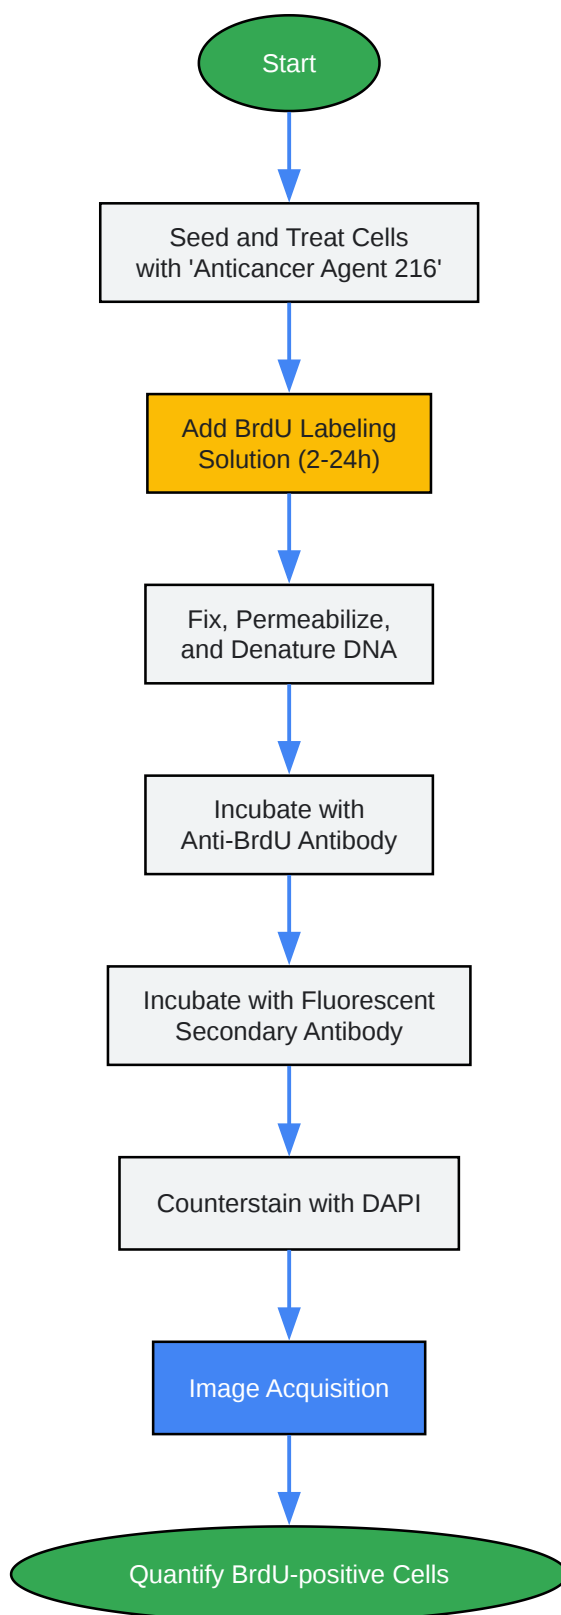 Start
Seed and Treat Cells
with 'Anticancer Agent 216'
Add BrdU Labeling
Solution (2-24h)
Fix, Permeabilize,
and Denature DNA
Incubate with
Anti-BrdU Antibody
Incubate with Fluorescent
Secondary Antibody
Counterstain with DAPI
Image Acquisition
Quantify BrdU-positive Cells